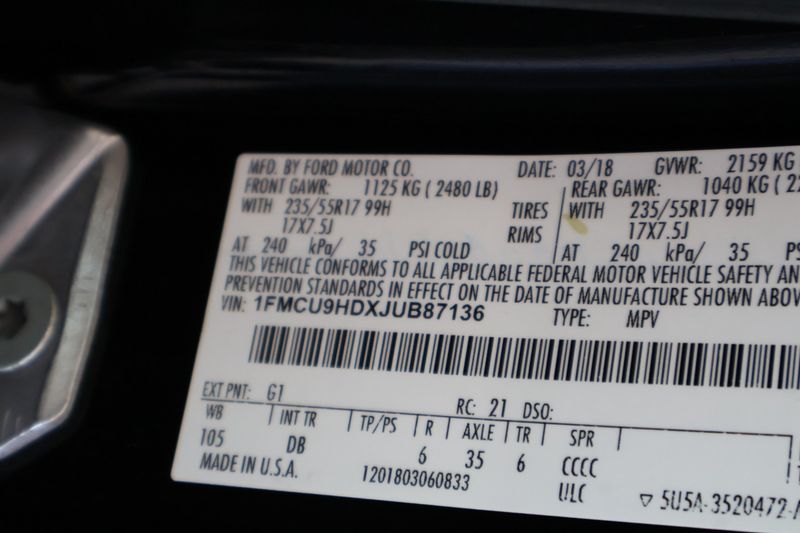 MFD. BY FORD MOTOR CO. DATE: 03/18 GVWR: 2159 KG
FRONT GAWR: 1125 KG ( 2480 LB) REAR GAWR: 1040 KG (
WITH 235/55R17 99H TIRES WITH 235/55R17 99H
17X7.5J RIMS 17X7.5J
AT 240 kPa/ 35 PSI COLD AT 240 kPa/ 35 PS
THIS VEHICLE CONFORMS TO ALL APPLICABLE FEDERAL MOTOR VEHICLE SAFETY AN
PREVENTION STANDARDS IN EFFECT ON THE DATE OF MANUFACTURE SHOWN ABOV
VIN: 1FMCU9HDXJUB87136 TYPE: MPV
EXT PNT: G1 RC: 21 DSO:
WB INT TR TP/PS R AXLE TR SPR
105 DB 6 35 6 CCCC
MADE IN U.S.A. 1201803060833 ULC 5U5A-3520472-